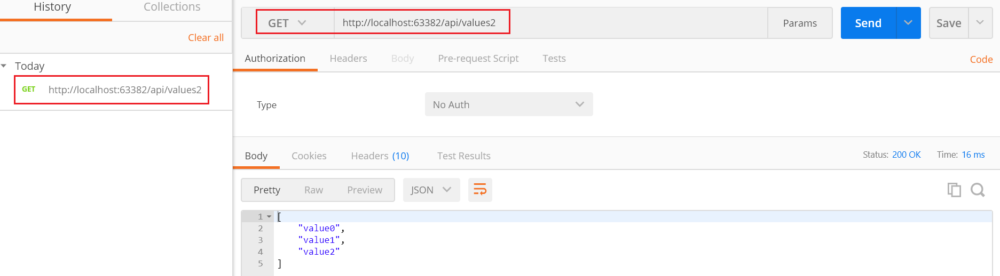 History Collections
Clear all
Today
GET http://localhost:63382/api/values2
GET http://localhost:63382/api/values2 Params Send Save
Authorization Headers Body Pre-request Script Tests Code
Type No Auth
Body Cookies Headers (10) Test Results Status: 200 OK Time: 16 ms
Pretty Raw Preview JSON
1 [
2 "value0",
3 "value1",
4 "value2"
5 ]